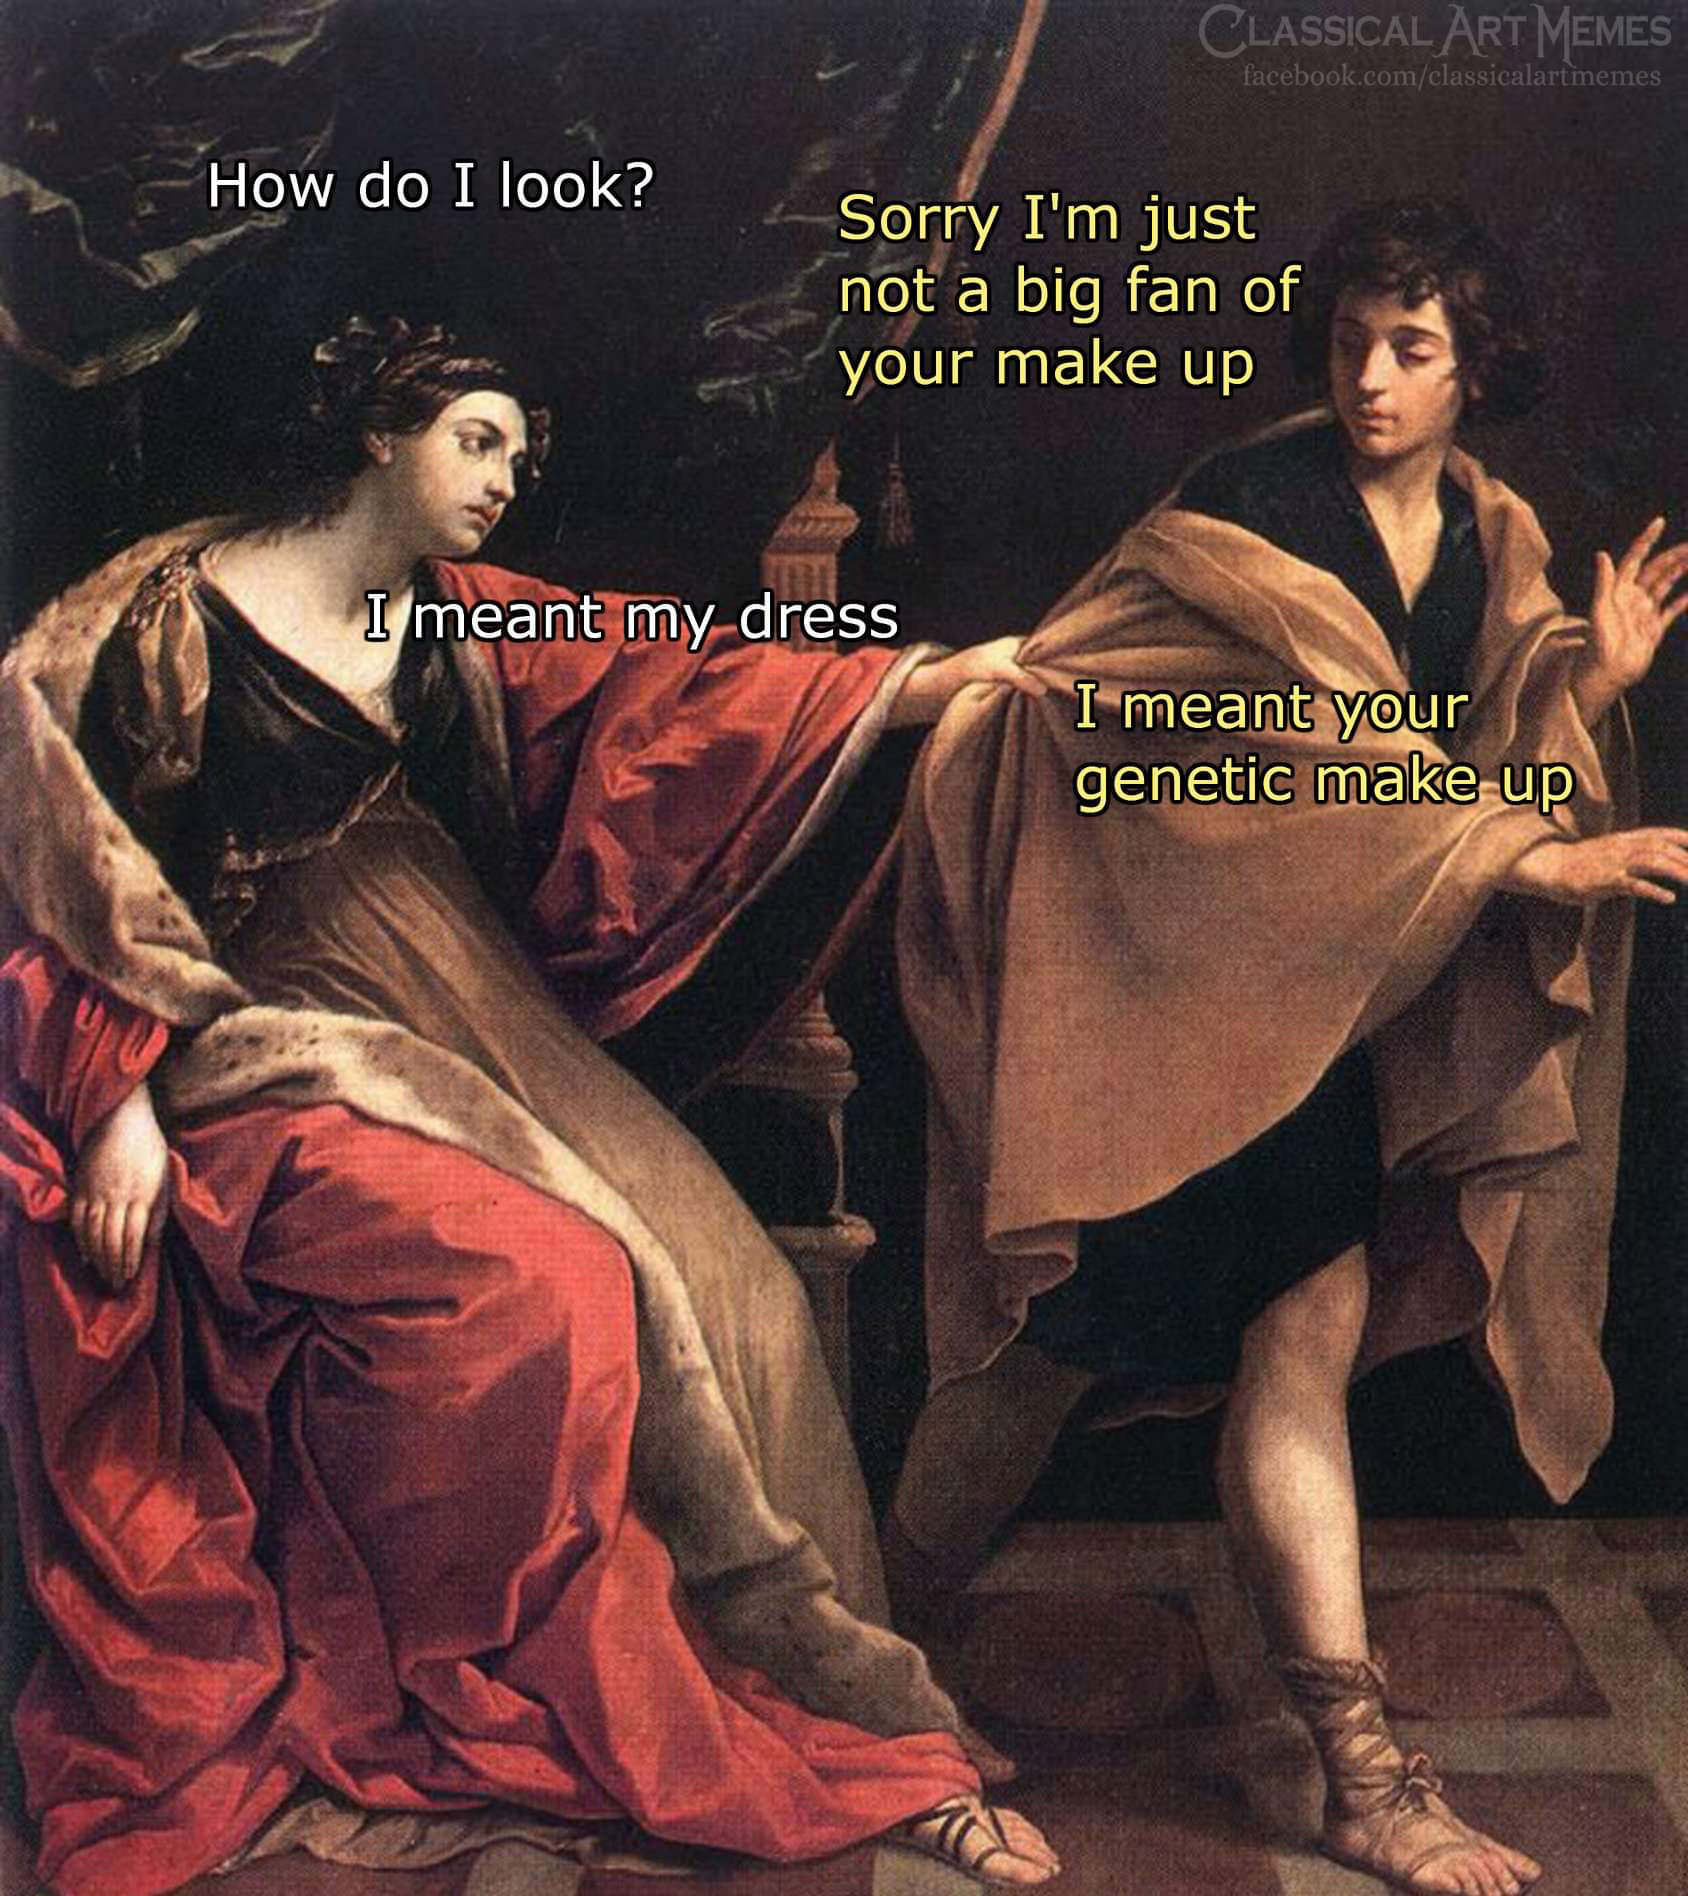 CLASSICAL ART MEMES
facebook.com/classicalartmemes
How do I look?
Sorry I'm just
not a big fan of
your make up
I meant my dress
I meant your
genetic make up